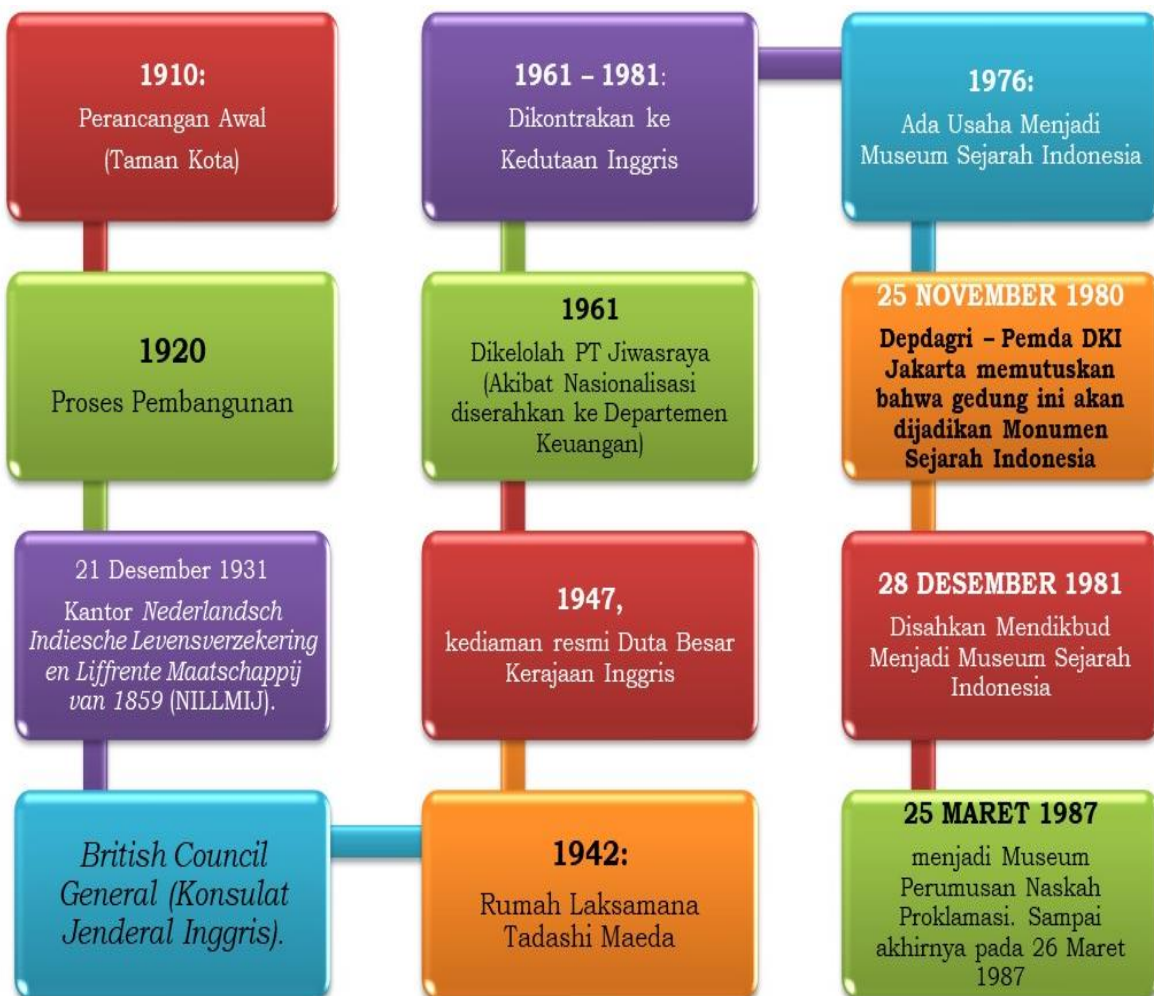 1910:
Perancangan Awal
(Taman Kota)
1920
Proses Pembangunan
21 Desember 1931
Kantor Nederlandsch
Indiesche Levensverzekering
en Liffrente Maatschappij
van 1859 (NILLMIJ).
British Council
General (Konsulat
Jenderal Inggris).
1942:
Rumah Laksamana
Tadashi Maeda
1947,
kediaman resmi Duta Besar
Kerajaan Inggris
1961
Dikelolah PT Jiwasraya
(Akibat Nasionalisasi
diserahkan ke Departemen
Keuangan)
1961 – 1981:
Dikontrakan ke
Kedutaan Inggris
1976:
Ada Usaha Menjadi
Museum Sejarah Indonesia
25 NOVEMBER 1980
Depdagri – Pemda DKI
Jakarta memutuskan
bahwa gedung ini akan
dijadikan Monumen
Sejarah Indonesia
28 DESEMBER 1981
Disahkan Mendikbud
Menjadi Museum Sejarah
Indonesia
25 MARET 1987
menjadi Museum
Perumusan Naskah
Proklamasi. Sampai
akhirnya pada 26 Maret
1987